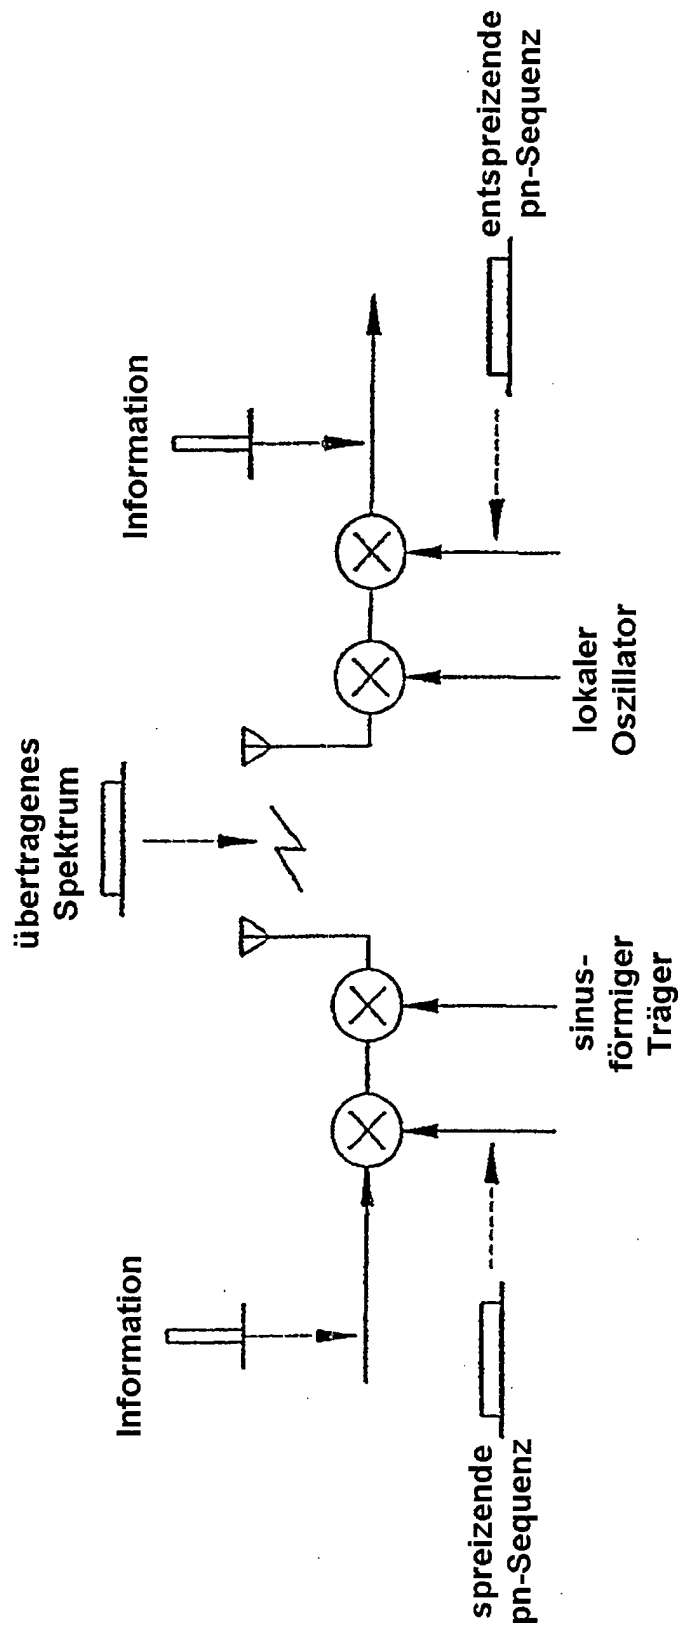 Information
spreizende
pn-Sequenz
sinus-
förmiger
Träger
übertragenes
Spektrum
lokaler
Oszillator
Information
entspreizende
pn-Sequenz